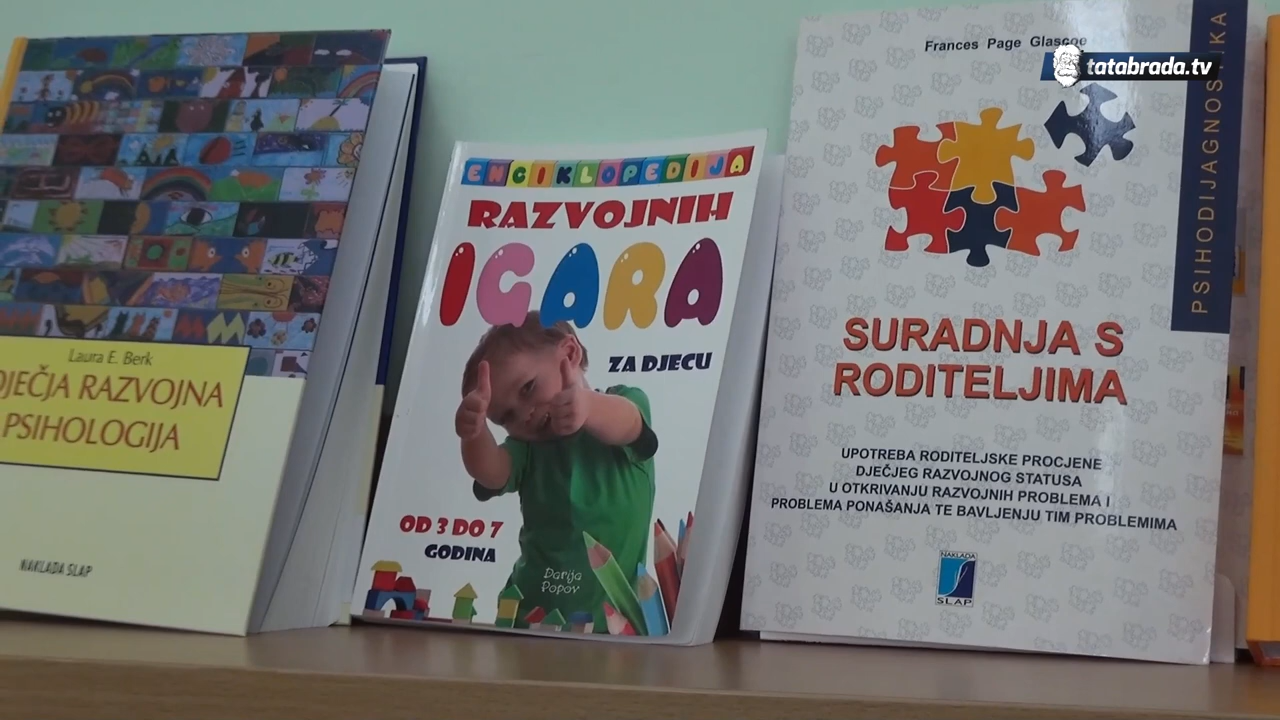 Laura E. Berk
DJEČJA RAZVOJNA
PSIHOLOGIJA
NAKLADA SLAP
ENCIKLOPEDIJA
RAZVOJNIH
IGARA
ZA DJECU
OD 3 DO 7
GODINA
Darija
Popov
Frances Page Glascoe
tatabrada.tv
PSIHODIJAGNOSTIKA
SURADNJA S
RODITELJIMA
UPOTREBA RODITELJSKE PROCJENE
DJEČJEG RAZVOJNOG STATUSA
U OTKRIVANJU RAZVOJNIH PROBLEMA I
PROBLEMA PONAŠANJA TE BAVLJENJU TIM PROBLEMIMA
NAKLADA
SLAP